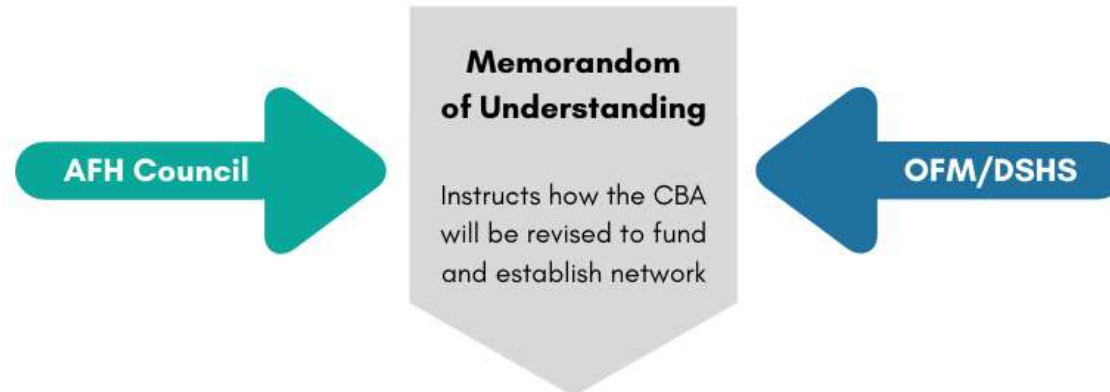 Memorandom
of Understanding
AFH Council
OFM/DSHS
Instructs how the CBA
will be revised to fund
and establish network